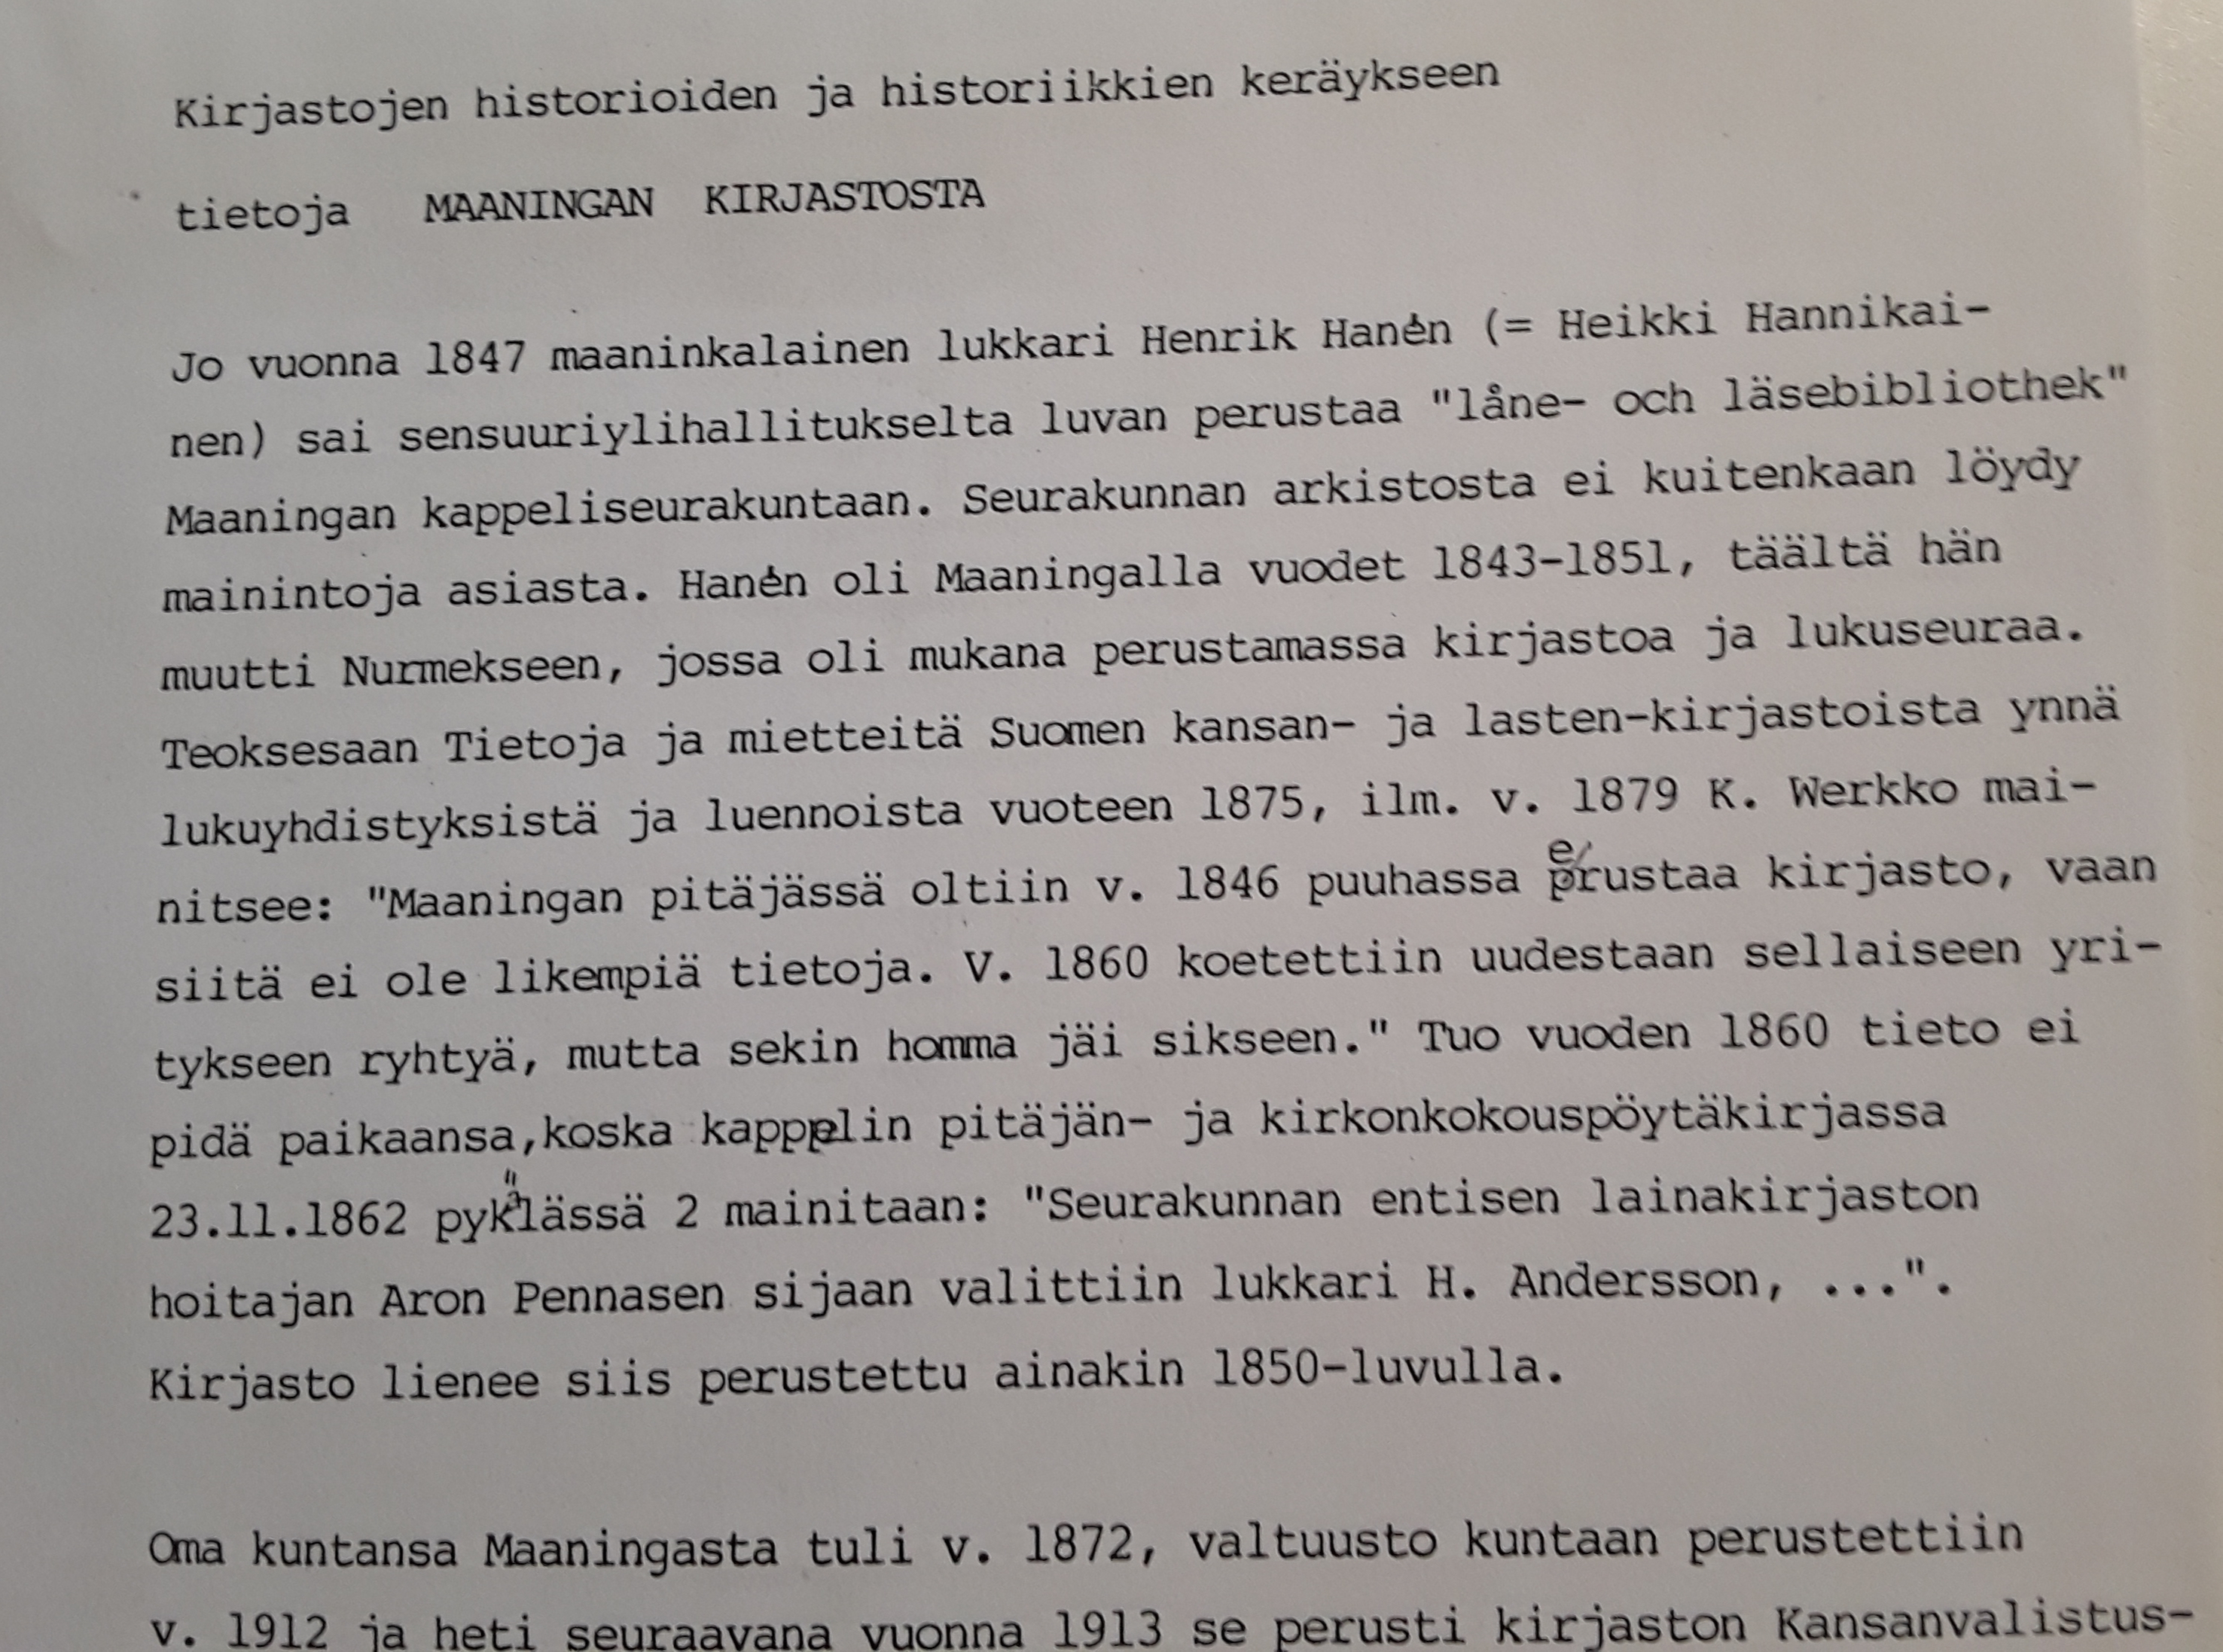 Kirjastojen historioiden ja historiikkien keräykseen
tietoja MAANINGAN KIRJASTOSTA
Jo vuonna 1847 maaninkalainen lukkari Henrik Hanén (= Heikki Hannikai-
nen) sai sensuuriylihallitukselta luvan perustaa "låne- och läsebibliothek"
Maaningan kappeliseurakuntaan. Seurakunnan arkistosta ei kuitenkaan löydy
mainintoja asiasta. Hanén oli Maaningalla vuodet 1843-1851, täältä hän
muutti Nurmekseen, jossa oli mukana perustamassa kirjastoa ja lukuseuraa.
Teoksesaan Tietoja ja mietteitä Suomen kansan- ja lasten-kirjastoista ynnä
lukuyhdistyksistä ja luennoista vuoteen 1875, ilm. v. 1879 K. Werkko mai-
nitsee: "Maaningan pitäjässä oltiin v. 1846 puuhassa perustaa kirjasto, vaan
siitä ei ole likempiä tietoja. V. 1860 koetettiin uudestaan sellaiseen yri-
tykseen ryhtyä, mutta sekin homma jäi sikseen." Tuo vuoden 1860 tieto ei
pidä paikaansa,koska kappelin pitäjän- ja kirkonkokouspöytäkirjassa
23.11.1862 pykälässä 2 mainitaan: "Seurakunnan entisen lainakirjaston
hoitajan Aron Pennasen sijaan valittiin lukkari H. Andersson, ...".
Kirjasto lienee siis perustettu ainakin 1850-luvulla.
Oma kuntansa Maaningasta tuli v. 1872, valtuusto kuntaan perustettiin
v. 1912 ja heti seuraavana vuonna 1913 se perusti kirjaston Kansanvalistus-